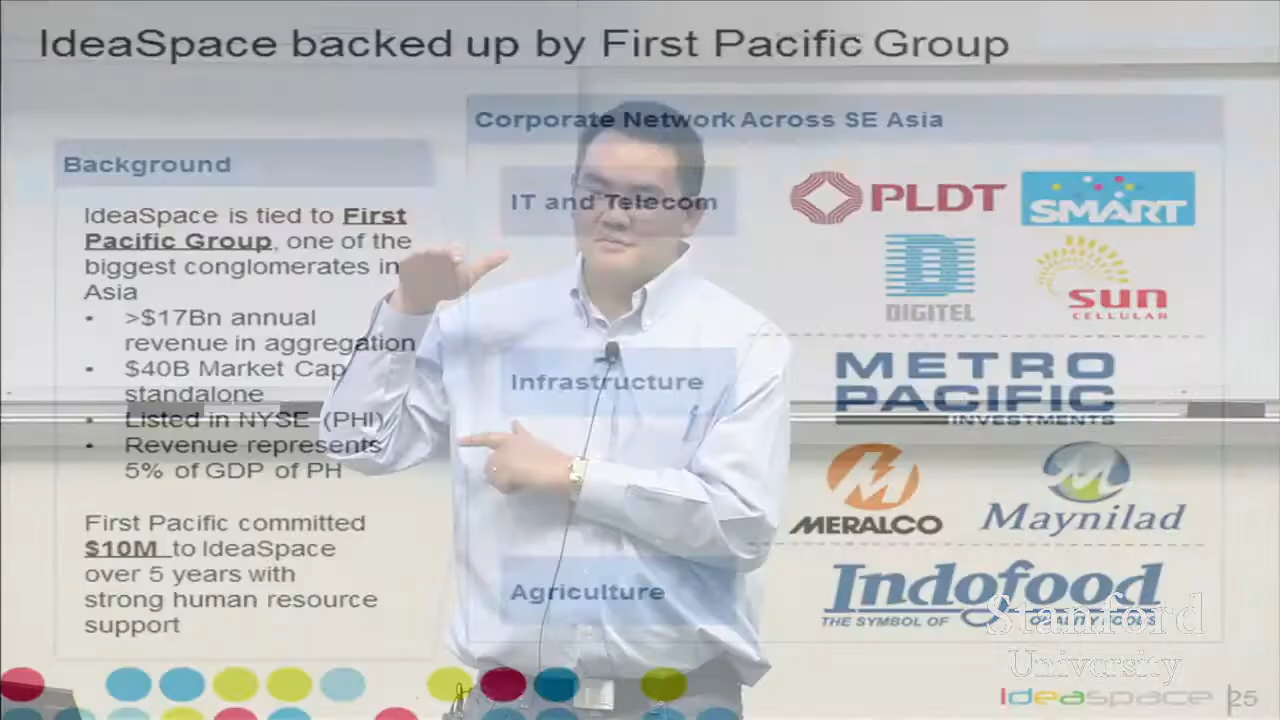 IdeaSpace backed up by First Pacific Group
Background
IdeaSpace is tied to First
Pacific Group, one of the
biggest conglomerates in
Asia
• >$17Bn annual
revenue in aggregation
• $40B Market Cap
standalone
• Listed in NYSE (PHI)
• Revenue represents
5% of GDP of PH
First Pacific committed
$10M to IdeaSpace
over 5 years with
strong human resource
support
Corporate Network Across SE Asia
IT and Telecom
PLDT
SMART
DIGITEL
SUN
CELLULAR
Infrastructure
METRO
PACIFIC
INVESTMENTS
MERALCO
Maynilad
Agriculture
Indofood
THE SYMBOL OF QUALITY FOODS
Stanford
University
Ideaspace 25